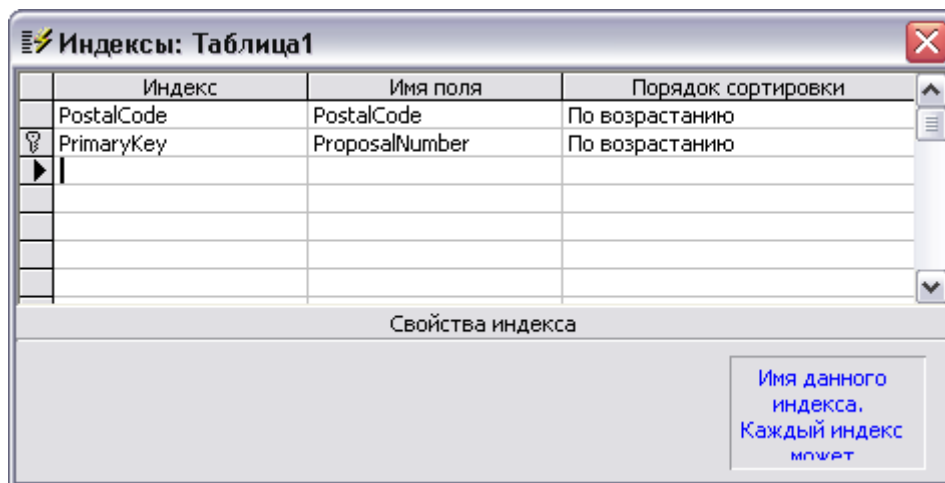 Индексы: Таблица1
Индекс Имя поля Порядок сортировки
PostalCode PostalCode По возрастанию
PrimaryKey ProposalNumber По возрастанию
Свойства индекса
Имя данного
индекса.
Каждый индекс
может